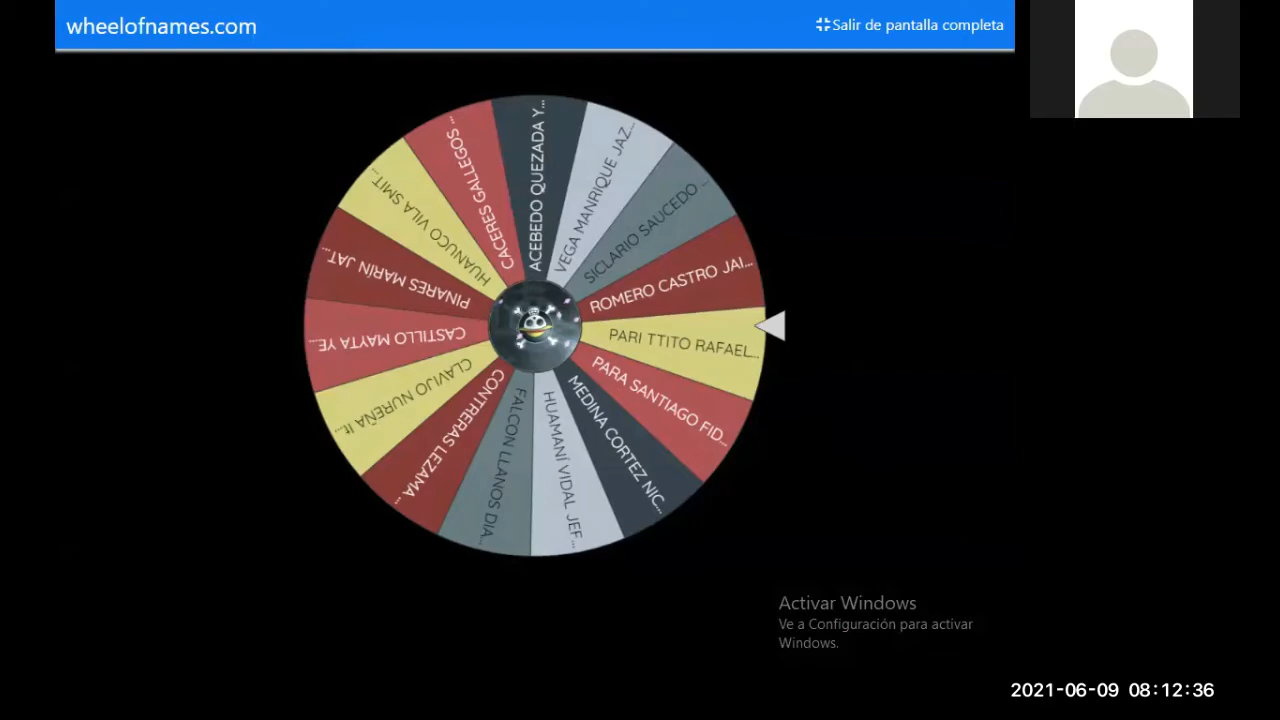 wheelofnames.com
Salir de pantalla completa
ACEBEDO QUEZADA Y...
VEGA MANRIQUE JAZ...
SICLARIO SAUCEDO ...
ROMERO CASTRO JAI...
PARI TTITO RAFAEL...
PARA SANTIAGO FID...
MEDINA CORTEZ NIC...
HUAMANÍ VIDAL JEF...
FALCON LLANOS DIA...
CONTRERAS LEZAMA ...
CLAVIJO NUREÑA It...
CASTILLO MAYTA YE...
PINARES MARÍN JAT...
HUANUCO VILA SMIT...
CACERES GALLEGOS ...
Activar Windows
Ve a Configuración para activar
Windows.
2021-06-09 08:12:36